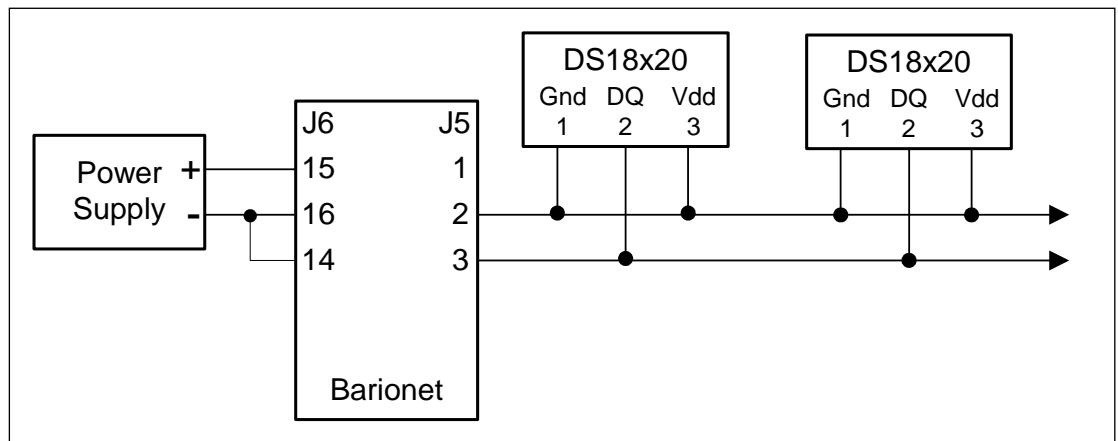 DS18x20
Gnd DQ Vdd
1 2 3
DS18x20
Gnd DQ Vdd
1 2 3
Power +
Supply -
J6 J5
15 1
16 2
14 3
Barionet